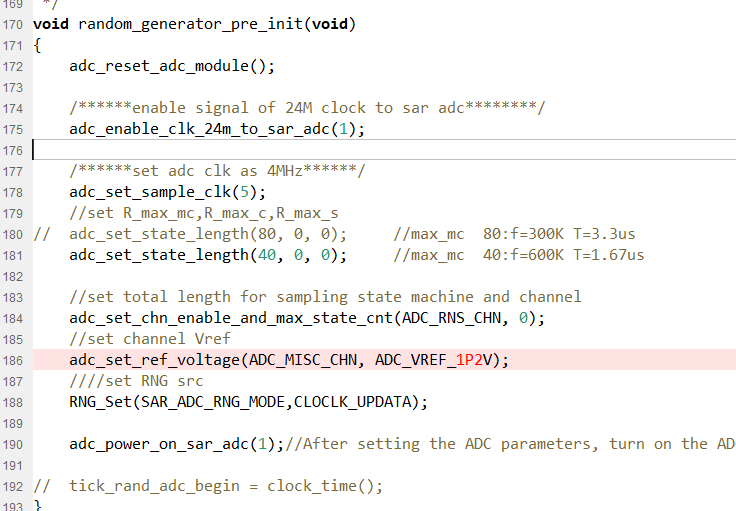 169  */
170 void random_generator_pre_init(void)
171 {
172     adc_reset_adc_module();
173
174     /******enable signal of 24M clock to sar adc********/
175     adc_enable_clk_24m_to_sar_adc(1);
176
177     /******set adc clk as 4MHz******/
178     adc_set_sample_clk(5);
179     //set R_max_mc,R_max_c,R_max_s
180 //  adc_set_state_length(80, 0, 0);     //max_mc  80:f=300K T=3.3us
181     adc_set_state_length(40, 0, 0);     //max_mc  40:f=600K T=1.67us
182
183     //set total length for sampling state machine and channel
184     adc_set_chn_enable_and_max_state_cnt(ADC_RNS_CHN, 0);
185     //set channel Vref
186     adc_set_ref_voltage(ADC_MISC_CHN, ADC_VREF_1P2V);
187     ////set RNG src
188     RNG_Set(SAR_ADC_RNG_MODE,CLOCLK_UPDATA);
189
190     adc_power_on_sar_adc(1);//After setting the ADC parameters, turn on the AD
191
192 //  tick_rand_adc_begin = clock_time();
193 }